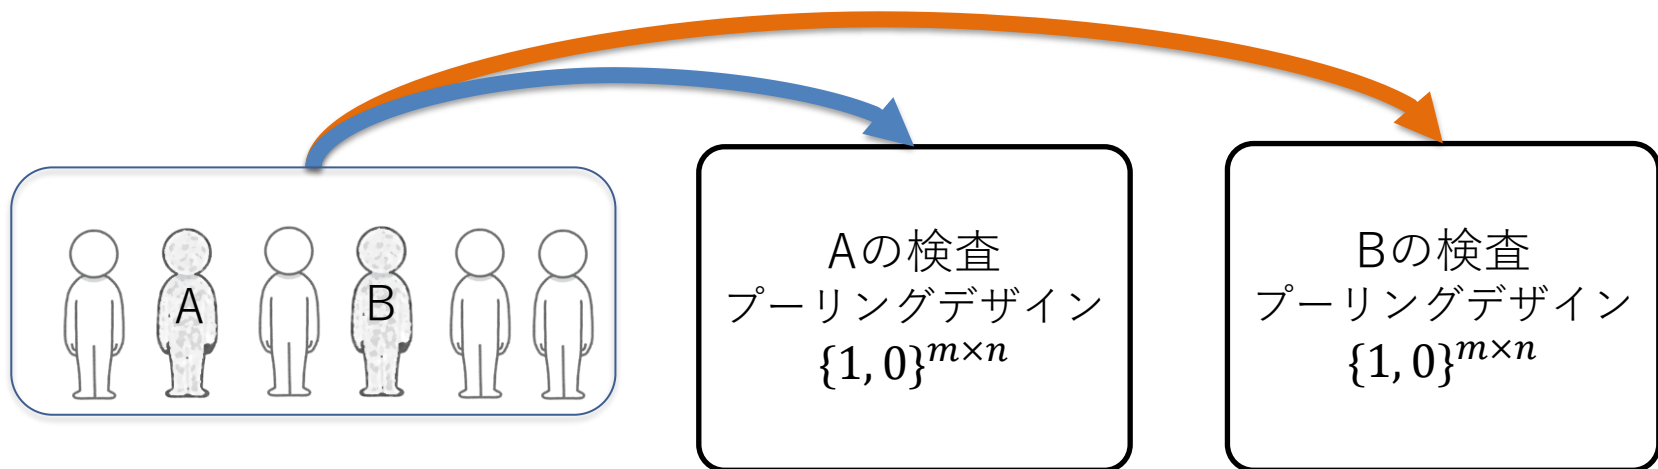 A
B
Aの検査
プーリングデザイン
{1, 0}^{m×n}
Bの検査
プーリングデザイン
{1, 0}^{m×n}